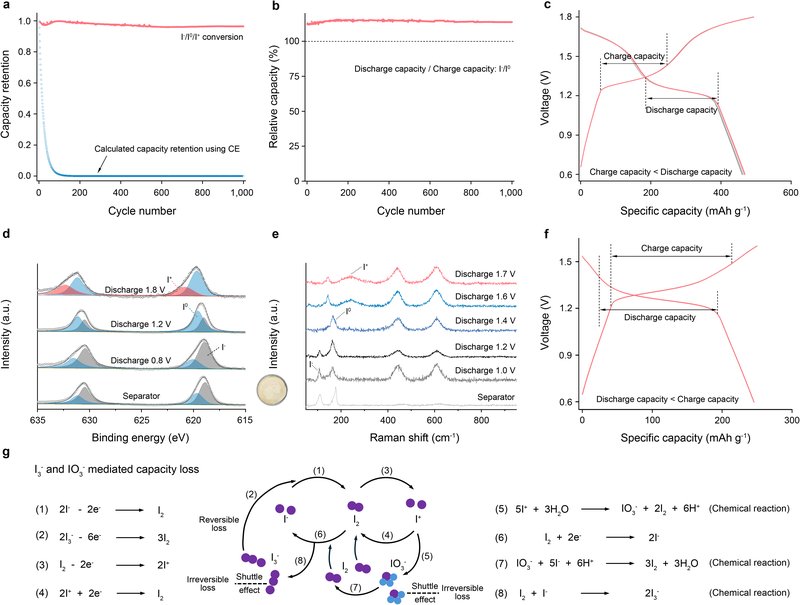 a
Capacity retention
1.0
0.8
0.6
0.4
0.2
0.0
I⁻/I⁰/I⁺ conversion
Calculated capacity retention using CE
0
200
400
600
800
1,000
Cycle number
b
Relative capacity (%)
120
100
80
60
40
20
0
Discharge capacity / Charge capacity: I⁻/I⁰
0
200
400
600
800
1,000
Cycle number
c
Voltage (V)
1.8
1.5
1.2
0.9
0.6
Charge capacity
Discharge capacity
Charge capacity < Discharge capacity
0
200
400
600
Specific capacity (mAh g⁻¹)
d
Intensity (a.u.)
I⁺
Discharge 1.8 V
I⁰
Discharge 1.2 V
I⁻
Discharge 0.8 V
Separator
635
630
625
620
615
Binding energy (eV)
e
Intensity (a.u.)
I⁺
Discharge 1.7 V
Discharge 1.6 V
I⁰
Discharge 1.4 V
Discharge 1.2 V
I⁻
Discharge 1.0 V
Separator
0
200
400
600
800
Raman shift (cm⁻¹)
f
Voltage (V)
1.5
1.2
0.9
0.6
Charge capacity
Discharge capacity
Discharge capacity < Charge capacity
0
100
200
300
Specific capacity (mAh g⁻¹)
g
I₃⁻ and IO₃⁻ mediated capacity loss
(1) 2I⁻ - 2e⁻ → I₂
(2) 2I₃⁻ - 6e⁻ → 3I₂
(3) I₂ - 2e⁻ → 2I⁺
(4) 2I⁺ + 2e⁻ → I₂
(1)
(3)
(2)
I⁻
I₂
I⁺
Reversible
loss
(6)
(4)
(5)
(8)
I₃⁻
I₂
IO₃⁻
Irreversible
loss
Shuttle
effect
(7)
Shuttle
effect
Irreversible
loss
(5) 5I⁺ + 3H₂O → IO₃⁻ + 2I₂ + 6H⁺ (Chemical reaction)
(6) I₂ + 2e⁻ → 2I⁻
(7) IO₃⁻ + 5I⁻ + 6H⁺ → 3I₂ + 3H₂O (Chemical reaction)
(8) I₂ + I⁻ → 2I₃⁻ (Chemical reaction)